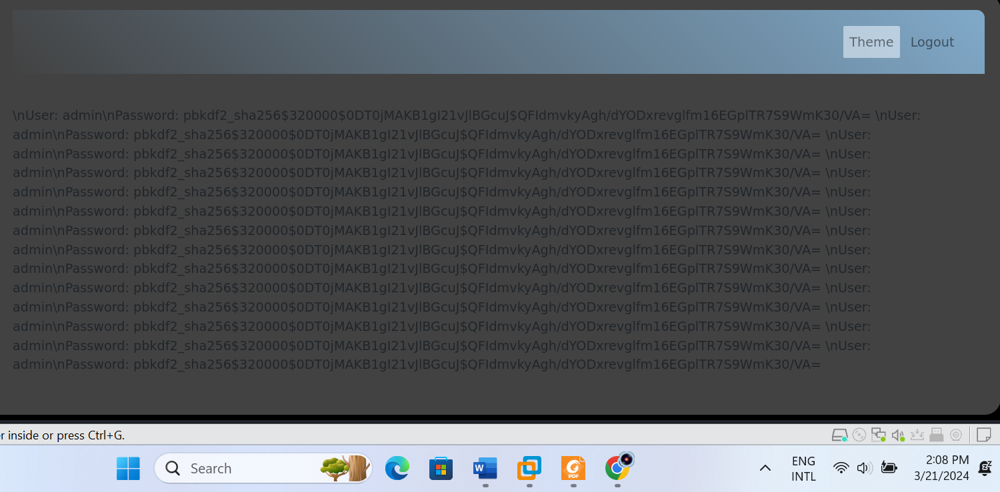 Theme Logout
\nUser: admin\nPassword: pbkdf2_sha256$320000$0DT0jMAKB1gI21vJlBGcuJ$QFIdmvkyAgh/dYODxrevglfm16EGplTR7S9WmK30/VA= \nUser:
admin\nPassword: pbkdf2_sha256$320000$0DT0jMAKB1gI21vJlBGcuJ$QFIdmvkyAgh/dYODxrevglfm16EGplTR7S9WmK30/VA= \nUser:
admin\nPassword: pbkdf2_sha256$320000$0DT0jMAKB1gI21vJlBGcuJ$QFIdmvkyAgh/dYODxrevglfm16EGplTR7S9WmK30/VA= \nUser:
admin\nPassword: pbkdf2_sha256$320000$0DT0jMAKB1gI21vJlBGcuJ$QFIdmvkyAgh/dYODxrevglfm16EGplTR7S9WmK30/VA= \nUser:
admin\nPassword: pbkdf2_sha256$320000$0DT0jMAKB1gI21vJlBGcuJ$QFIdmvkyAgh/dYODxrevglfm16EGplTR7S9WmK30/VA= \nUser:
admin\nPassword: pbkdf2_sha256$320000$0DT0jMAKB1gI21vJlBGcuJ$QFIdmvkyAgh/dYODxrevglfm16EGplTR7S9WmK30/VA= \nUser:
admin\nPassword: pbkdf2_sha256$320000$0DT0jMAKB1gI21vJlBGcuJ$QFIdmvkyAgh/dYODxrevglfm16EGplTR7S9WmK30/VA= \nUser:
admin\nPassword: pbkdf2_sha256$320000$0DT0jMAKB1gI21vJlBGcuJ$QFIdmvkyAgh/dYODxrevglfm16EGplTR7S9WmK30/VA= \nUser:
admin\nPassword: pbkdf2_sha256$320000$0DT0jMAKB1gI21vJlBGcuJ$QFIdmvkyAgh/dYODxrevglfm16EGplTR7S9WmK30/VA= \nUser:
admin\nPassword: pbkdf2_sha256$320000$0DT0jMAKB1gI21vJlBGcuJ$QFIdmvkyAgh/dYODxrevglfm16EGplTR7S9WmK30/VA= \nUser:
admin\nPassword: pbkdf2_sha256$320000$0DT0jMAKB1gI21vJlBGcuJ$QFIdmvkyAgh/dYODxrevglfm16EGplTR7S9WmK30/VA= \nUser:
admin\nPassword: pbkdf2_sha256$320000$0DT0jMAKB1gI21vJlBGcuJ$QFIdmvkyAgh/dYODxrevglfm16EGplTR7S9WmK30/VA= \nUser:
admin\nPassword: pbkdf2_sha256$320000$0DT0jMAKB1gI21vJlBGcuJ$QFIdmvkyAgh/dYODxrevglfm16EGplTR7S9WmK30/VA= \nUser:
admin\nPassword: pbkdf2_sha256$320000$0DT0jMAKB1gI21vJlBGcuJ$QFIdmvkyAgh/dYODxrevglfm16EGplTR7S9WmK30/VA=
r inside or press Ctrl+G.
Search
W
PDF
ENG
INTL
2:08 PM
3/21/2024